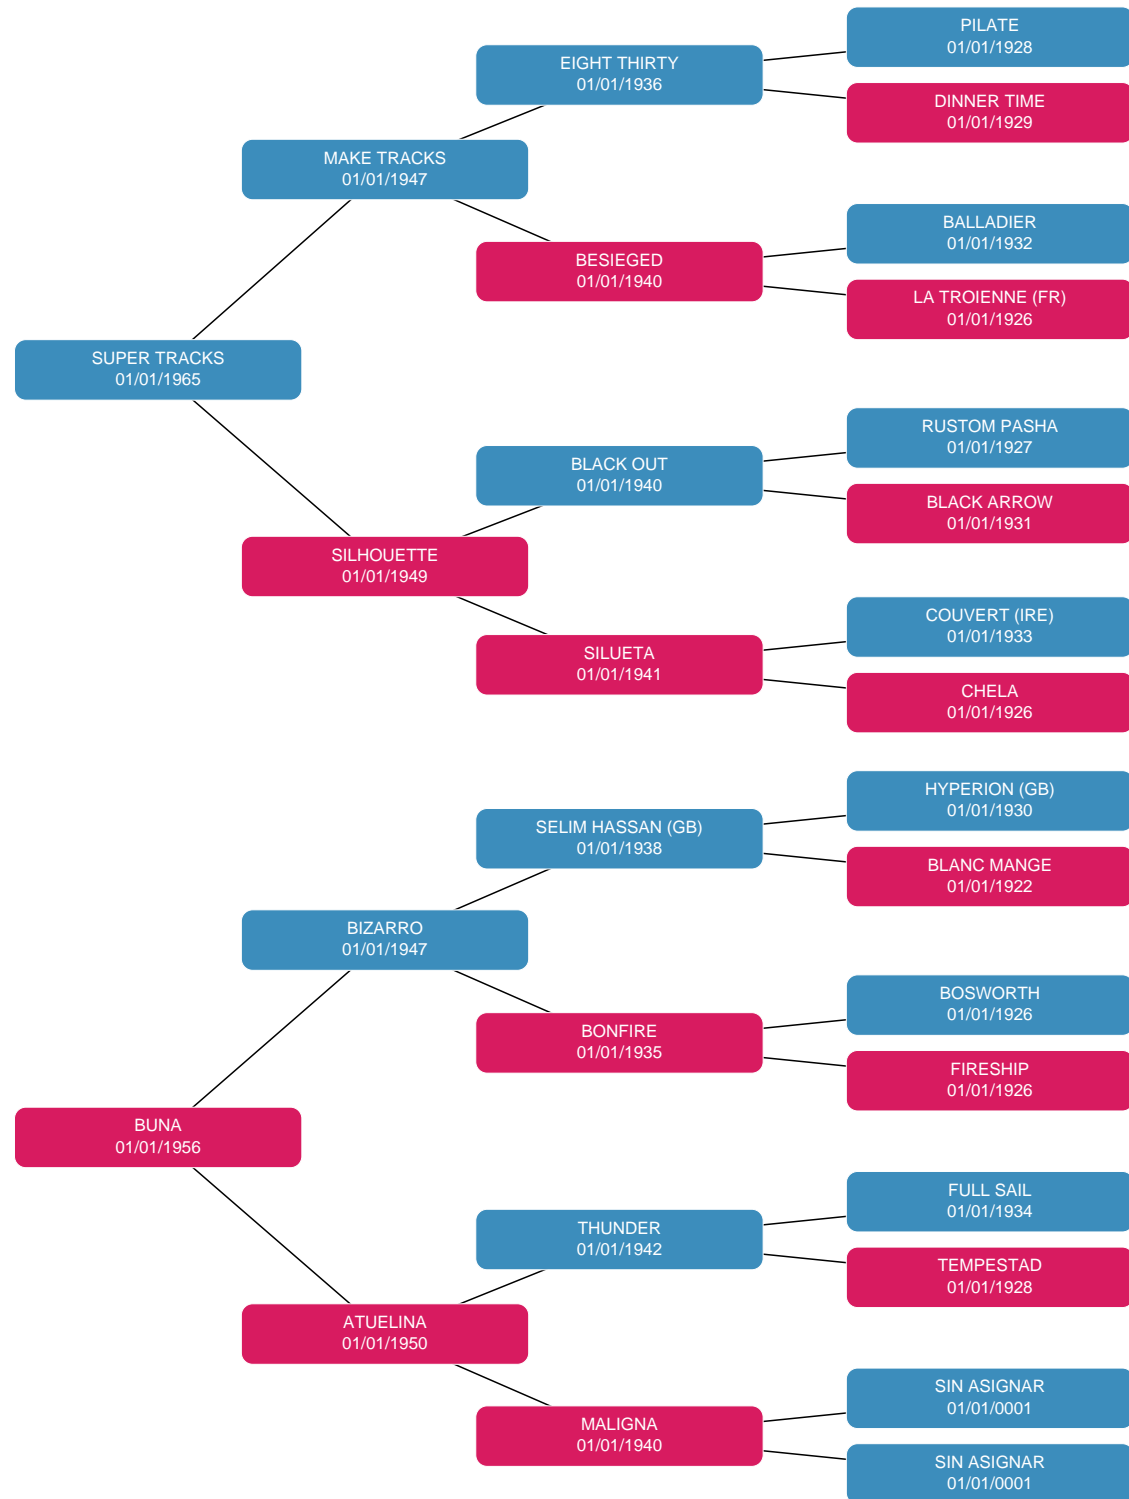 PILATE
01/01/1928
EIGHT THIRTY
01/01/1936
DINNER TIME
01/01/1929
MAKE TRACKS
01/01/1947
BALLADIER
01/01/1932
BESIEGED
01/01/1940
LA TROIENNE (FR)
01/01/1926
SUPER TRACKS
01/01/1965
RUSTOM PASHA
01/01/1927
BLACK OUT
01/01/1940
BLACK ARROW
01/01/1931
SILHOUETTE
01/01/1949
COUVERT (IRE)
01/01/1933
SILUETA
01/01/1941
CHELA
01/01/1926
HYPERION (GB)
01/01/1930
SELIM HASSAN (GB)
01/01/1938
BLANC MANGE
01/01/1922
BIZARRO
01/01/1947
BOSWORTH
01/01/1926
BONFIRE
01/01/1935
FIRESHIP
01/01/1926
BUNA
01/01/1956
FULL SAIL
01/01/1934
THUNDER
01/01/1942
TEMPESTAD
01/01/1928
ATUELINA
01/01/1950
SIN ASIGNAR
01/01/0001
MALIGNA
01/01/1940
SIN ASIGNAR
01/01/0001